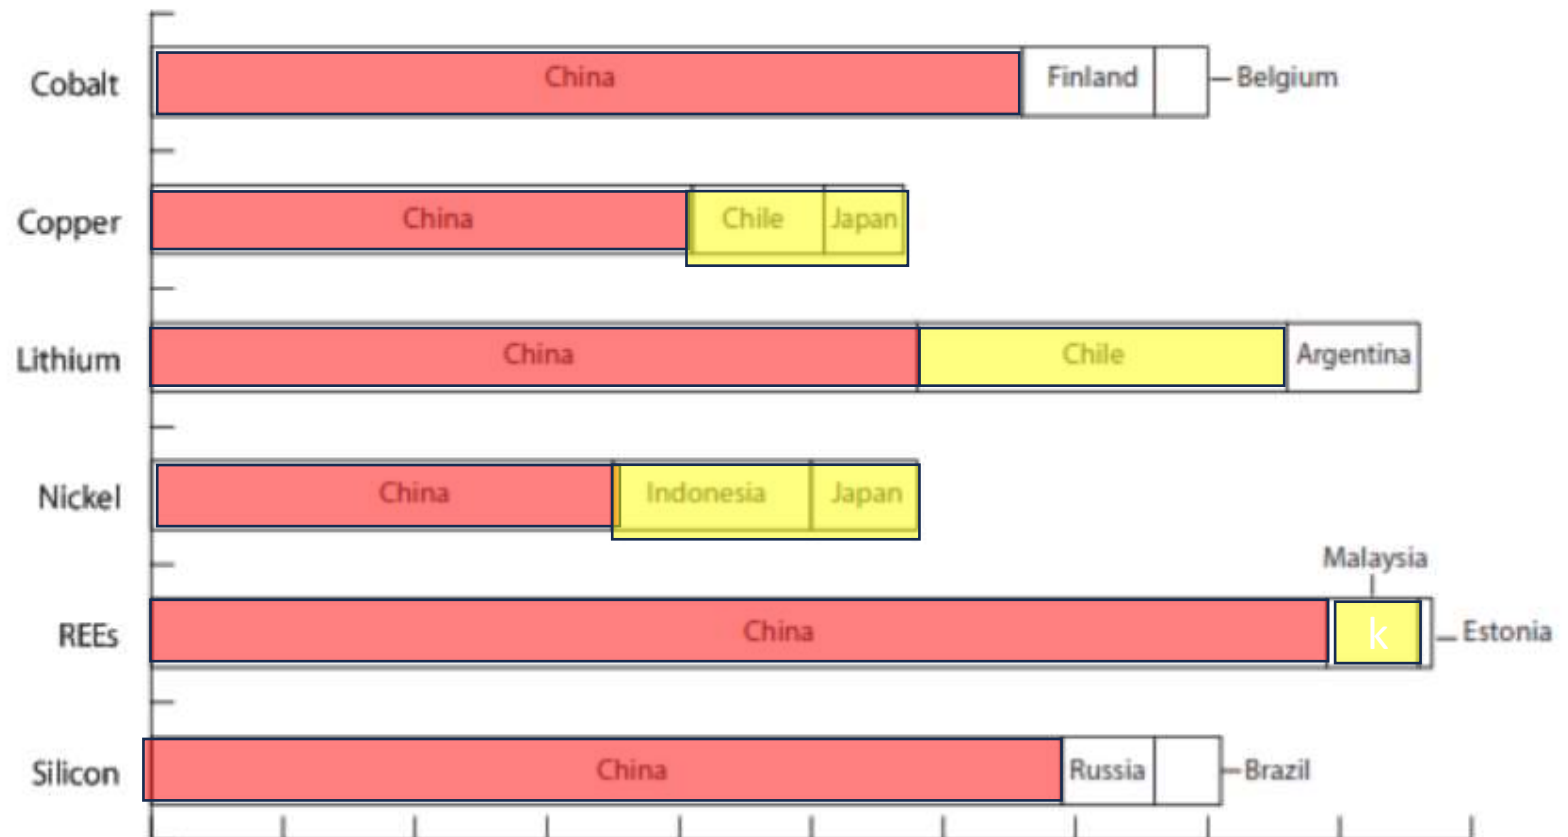 Cobalt China Finland Belgium
Copper China Chile Japan
Lithium China Chile Argentina
Nickel China Indonesia Japan
Malaysia
REEs China k Estonia
Silicon China Russia Brazil